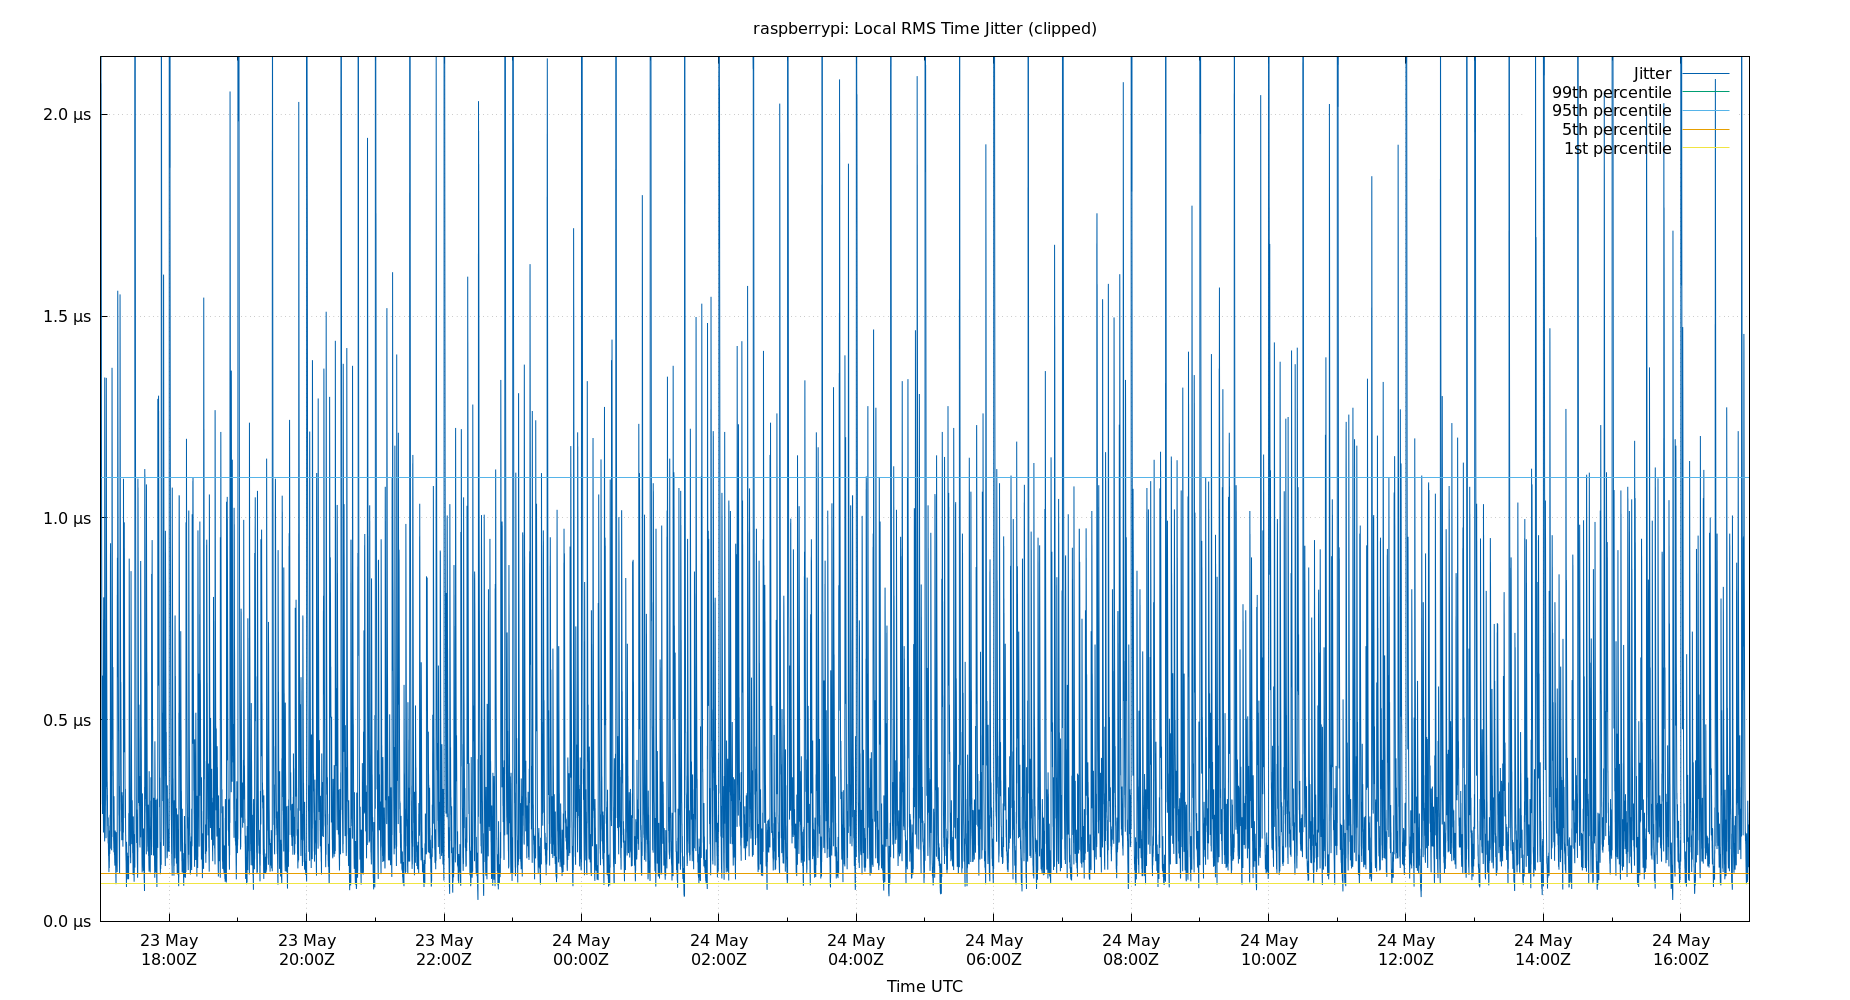 raspberrypi: Local RMS Time Jitter (clipped)
Jitter
99th percentile
95th percentile
5th percentile
1st percentile
2.0 μs
1.5 μs
1.0 μs
0.5 μs
0.0 μs
23 May 23 May 23 May 24 May 24 May 24 May 24 May 24 May 24 May 24 May 24 May 24 May
18:00Z 20:00Z 22:00Z 00:00Z 02:00Z 04:00Z 06:00Z 08:00Z 10:00Z 12:00Z 14:00Z 16:00Z
Time UTC